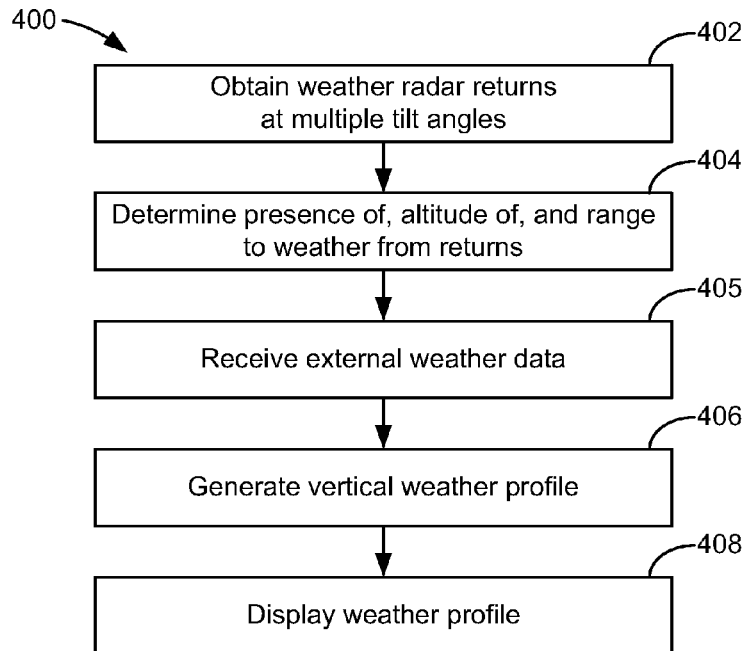 400
402
Obtain weather radar returns
at multiple tilt angles
404
Determine presence of, altitude of, and range
to weather from returns
405
Receive external weather data
406
Generate vertical weather profile
408
Display weather profile